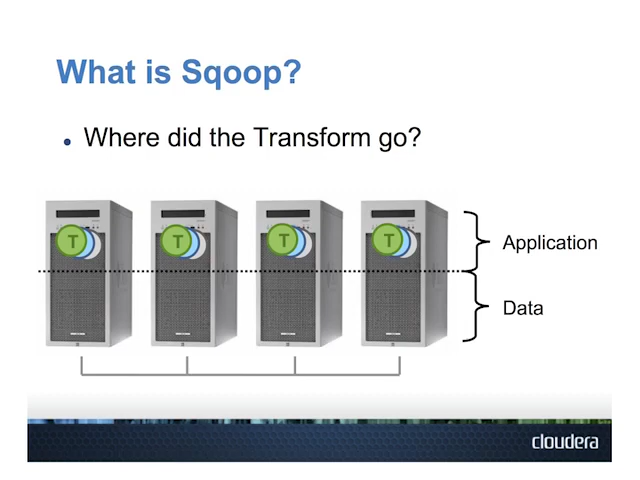 What is Sqoop?
Where did the Transform go?
T T T T
Application
Data
cloudera